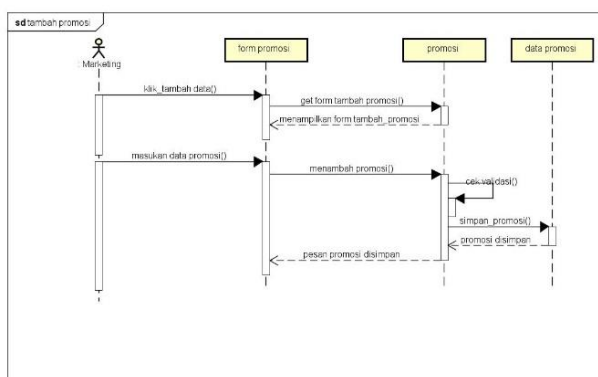 sd tambah promosi
form promosi
promosi
data promosi
: Marketing
klik_tambah data()
get form tambah promosi()
menampilkan form tambah_promosi
masukan data promosi()
menambah promosi()
cek validasi()
simpan_promosi()
promosi disimpan
pesan promosi disimpan